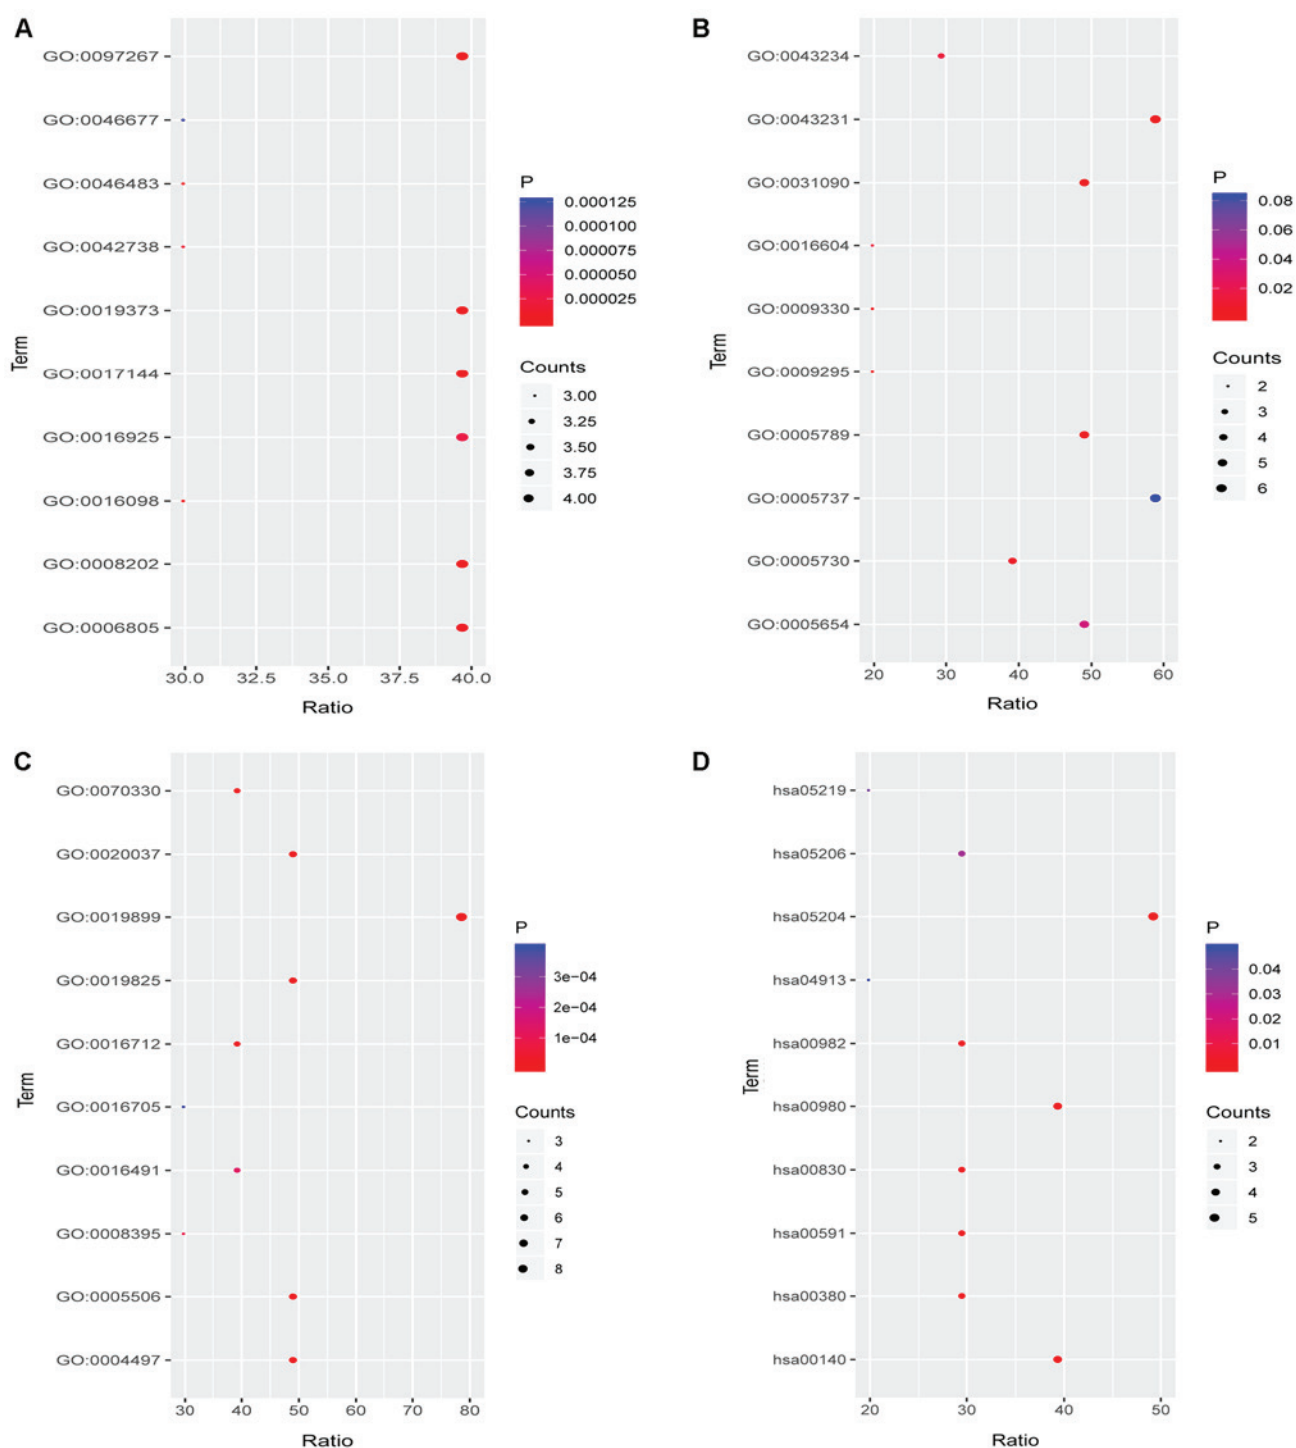 A
GO:0097267
GO:0046677
GO:0046483
GO:0042738
GO:0019373
GO:0017144
GO:0016925
GO:0016098
GO:0008202
GO:0006805
Term
30.0 32.5 35.0 37.5 40.0
Ratio
P
0.000125
0.000100
0.000075
0.000050
0.000025
Counts
3.00
3.25
3.50
3.75
4.00
B
GO:0043234
GO:0043231
GO:0031090
GO:0016604
GO:0009330
GO:0009295
GO:0005789
GO:0005737
GO:0005730
GO:0005654
Term
20 30 40 50 60
Ratio
P
0.08
0.06
0.04
0.02
Counts
2
3
4
5
6
C
GO:0070330
GO:0020037
GO:0019899
GO:0019825
GO:0016712
GO:0016705
GO:0016491
GO:0008395
GO:0005506
GO:0004497
Term
30 40 50 60 70 80
Ratio
P
3e−04
2e−04
1e−04
Counts
3
4
5
6
7
8
D
hsa05219
hsa05206
hsa05204
hsa04913
hsa00982
hsa00980
hsa00830
hsa00591
hsa00380
hsa00140
Term
20 30 40 50
Ratio
P
0.04
0.03
0.02
0.01
Counts
2
3
4
5